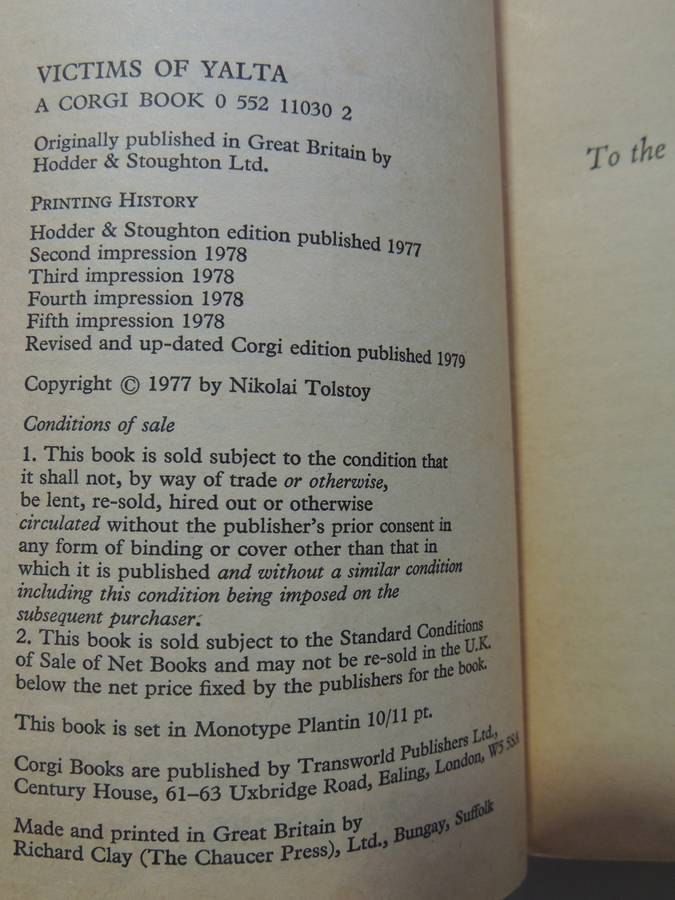 VICTIMS OF YALTA
A CORGI BOOK 0 552 11030 2
Originally published in Great Britain by
Hodder & Stoughton Ltd.
PRINTING HISTORY
Hodder & Stoughton edition published 1977
Second impression 1978
Third impression 1978
Fourth impression 1978
Fifth impression 1978
Revised and up-dated Corgi edition published 1979
Copyright © 1977 by Nikolai Tolstoy
Conditions of sale
1. This book is sold subject to the condition that
it shall not, by way of trade or otherwise,
be lent, re-sold, hired out or otherwise
circulated without the publisher's prior consent in
any form of binding or cover other than that in
which it is published and without a similar condition
including this condition being imposed on the
subsequent purchaser.
2. This book is sold subject to the Standard Conditions
of Sale of Net Books and may not be re-sold in the U.K.
below the net price fixed by the publishers for the book.
This book is set in Monotype Plantin 10/11 pt.
Corgi Books are published by Transworld Publishers Ltd.,
Century House, 61–63 Uxbridge Road, Ealing, London, W5 5SA
Made and printed in Great Britain by
Richard Clay (The Chaucer Press), Ltd., Bungay, Suffolk
To the